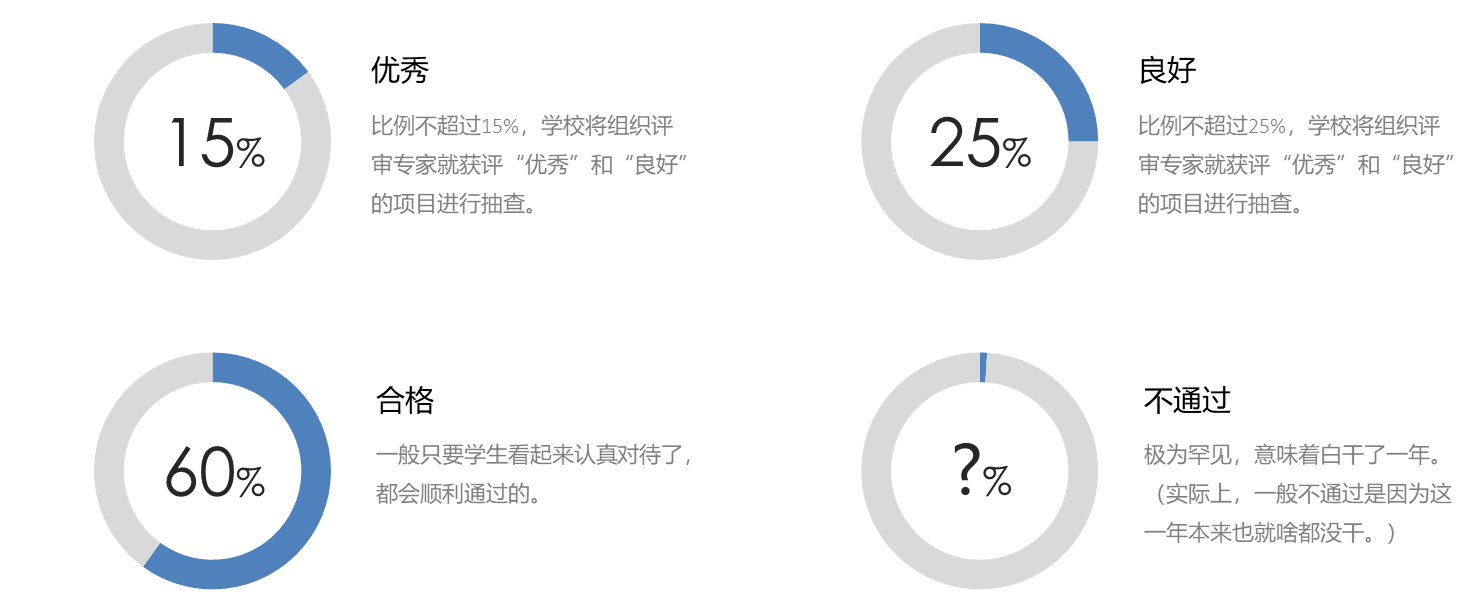 15%
优秀
比例不超过15%，学校将组织评
审专家就获评“优秀”和“良好”
的项目进行抽查。
25%
良好
比例不超过25%，学校将组织评
审专家就获评“优秀”和“良好”
的项目进行抽查。
60%
合格
一般只要学生看起来认真对待了，
都会顺利通过的。
?%
不通过
极为罕见，意味着白干了一年。
（实际上，一般不通过是因为这
一年本来也就啥都没干。）